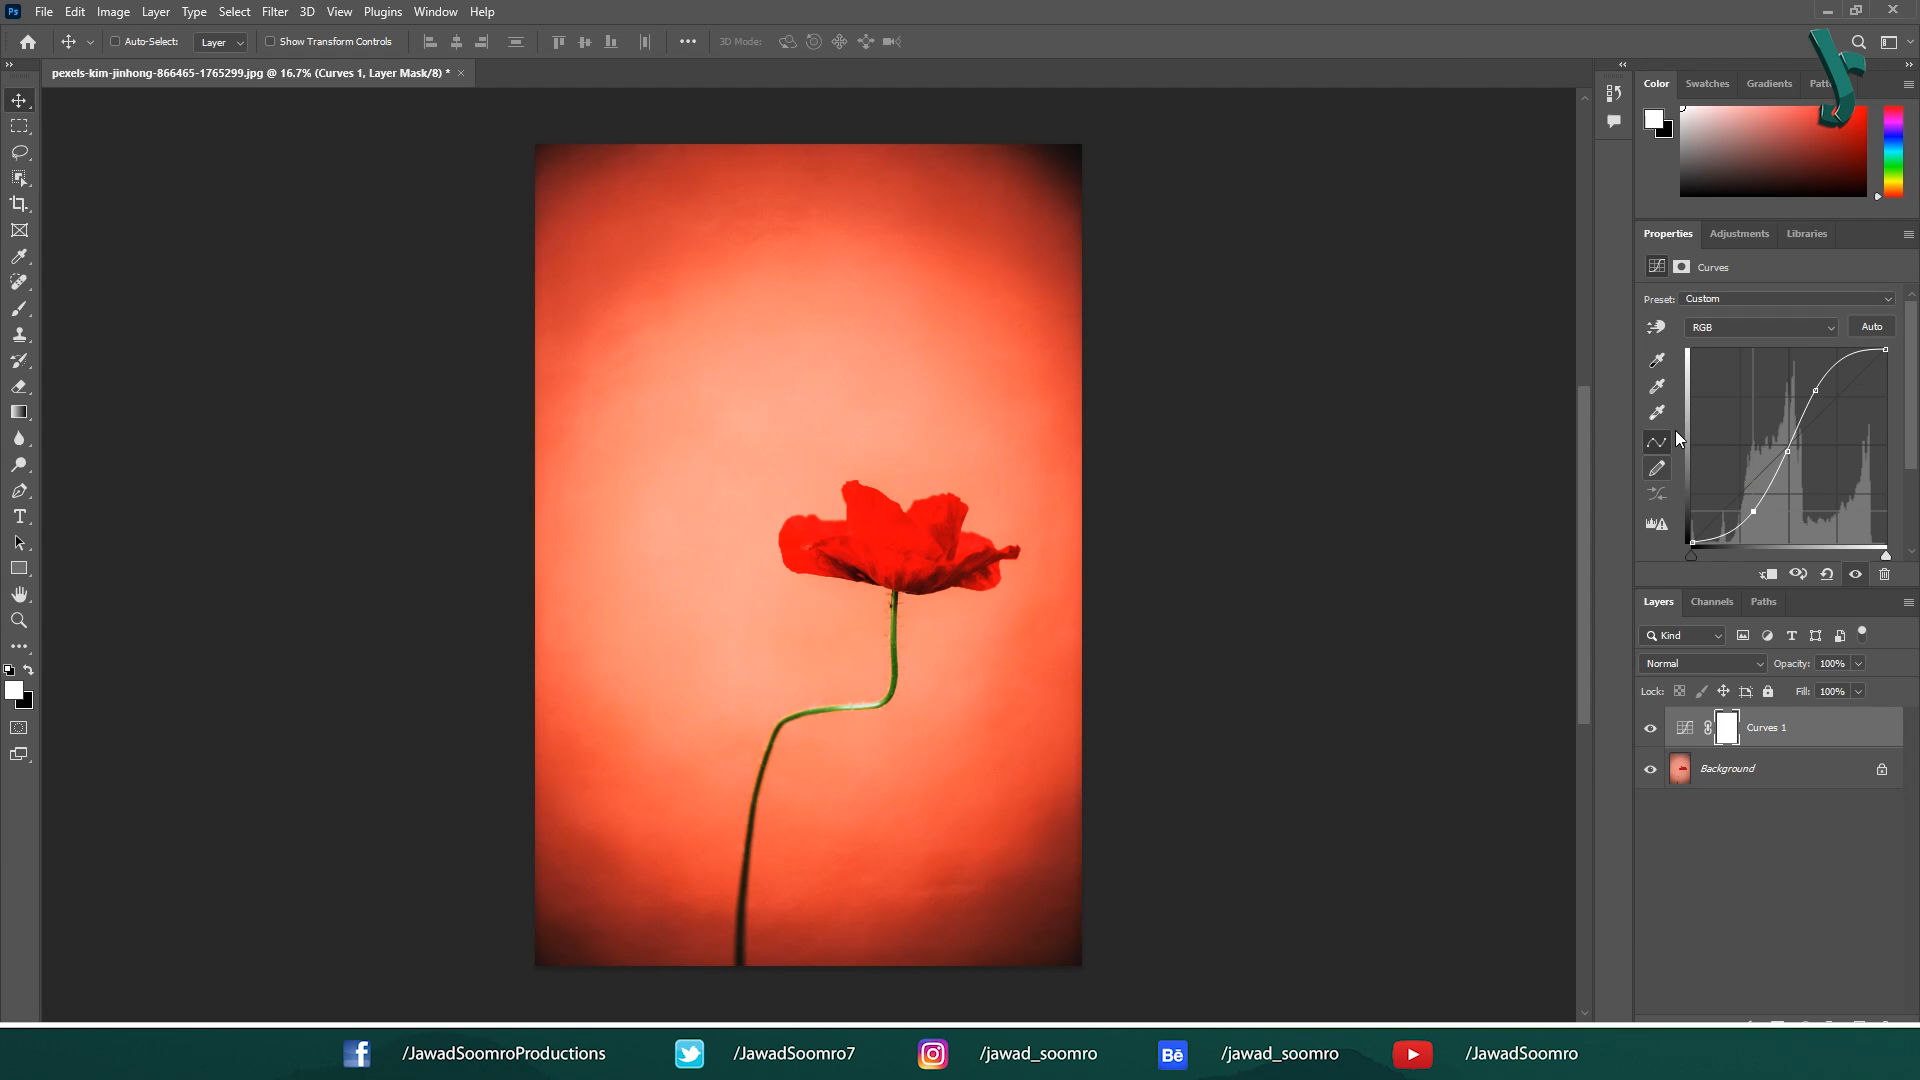 Ps File Edit Image Layer Type Select Filter 3D View Plugins Window Help
Auto-Select: Layer Show Transform Controls 3D Mode:
pexels-kim-jinhong-866465-1765299.jpg @ 16.7% (Curves 1, Layer Mask/8) *
Color Swatches Gradients
Properties Adjustments Libraries
Curves
Preset: Custom
RGB Auto
Layers Channels Paths
Kind
Normal Opacity: 100%
Lock: Fill: 100%
Curves 1
Background
/JawadSoomroProductions /JawadSoomro7 /jawad_soomro Bē /jawad_soomro /JawadSoomro